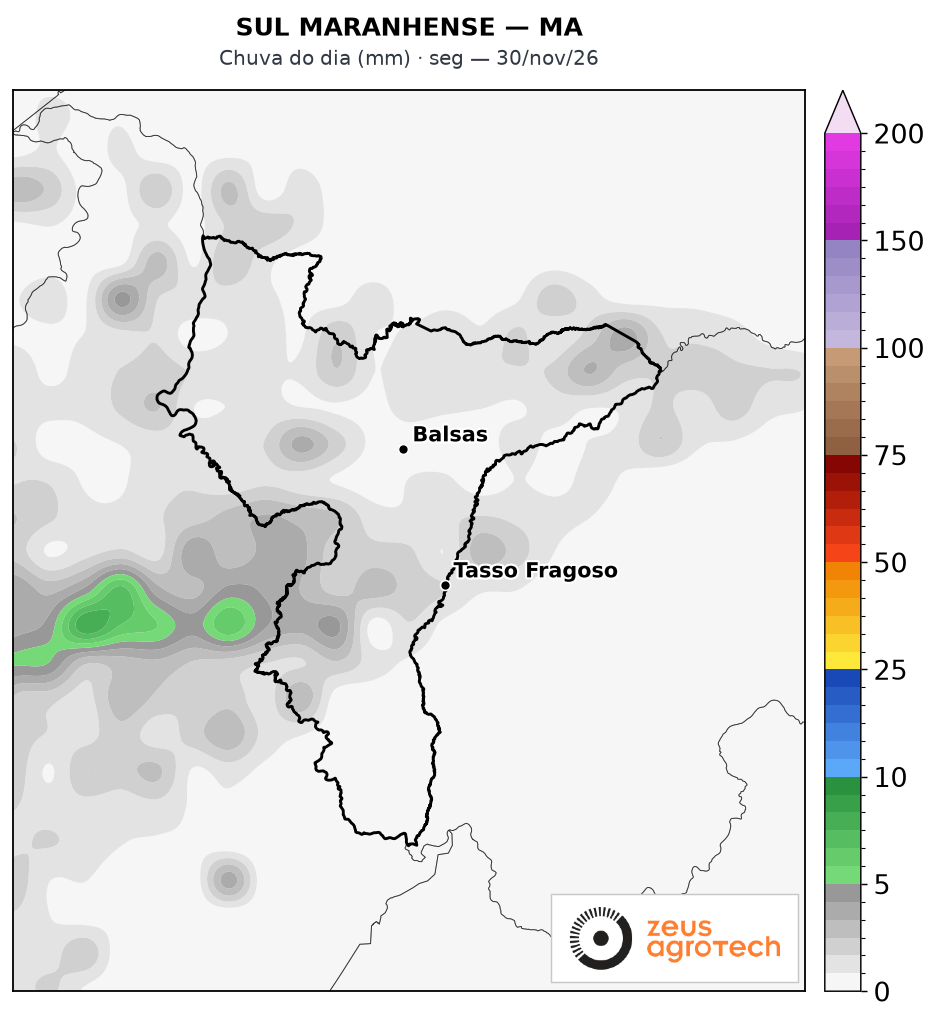 SUL MARANHENSE — MA
Chuva do dia (mm) · seg — 30/nov/26
200
150
100
75
50
25
10
5
0
Balsas
Tasso Fragoso
zeus
agrotech